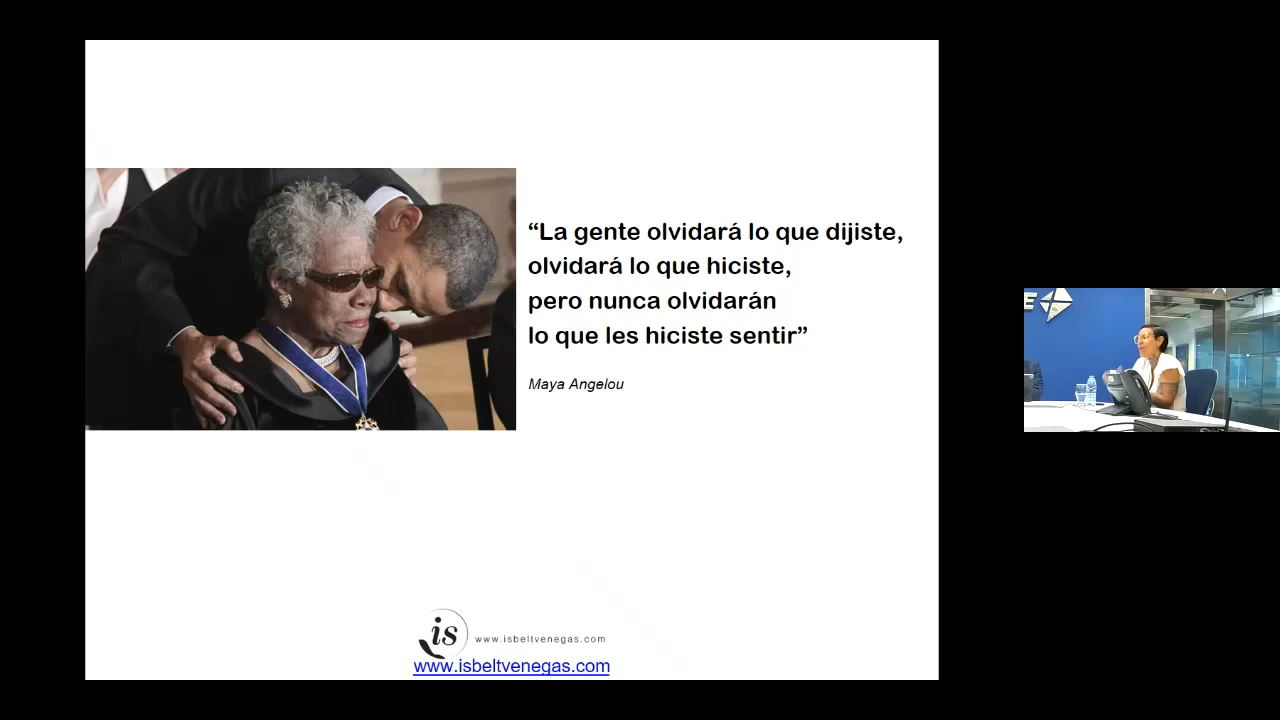 “La gente olvidará lo que dijiste,
olvidará lo que hiciste,
pero nunca olvidarán
lo que les hiciste sentir”
Maya Angelou
is
www.isbeltvenegas.com
www.isbeltvenegas.com
E